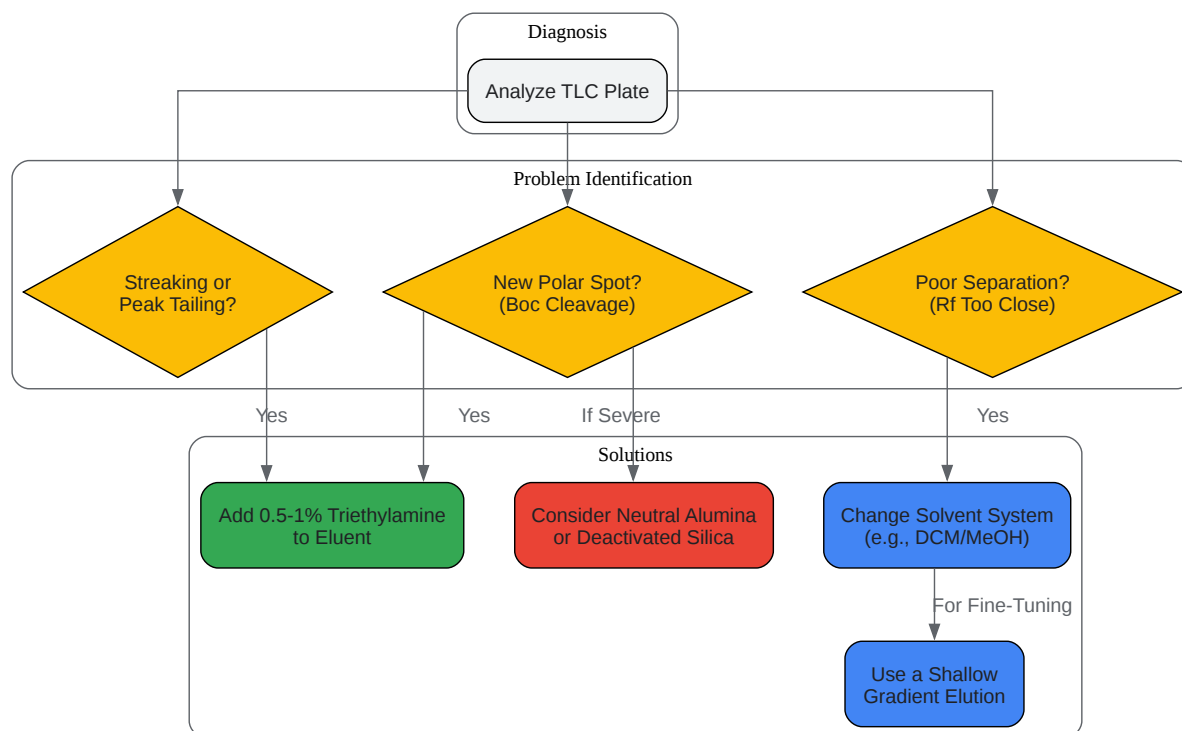 Diagnosis
Analyze TLC Plate
Problem Identification
Streaking or
Peak Tailing?
New Polar Spot?
(Boc Cleavage)
Poor Separation?
(Rf Too Close)
Yes
Yes
If Severe
Yes
Solutions
Add 0.5-1% Triethylamine
to Eluent
Consider Neutral Alumina
or Deactivated Silica
Change Solvent System
(e.g., DCM/MeOH)
For Fine-Tuning
Use a Shallow
Gradient Elution